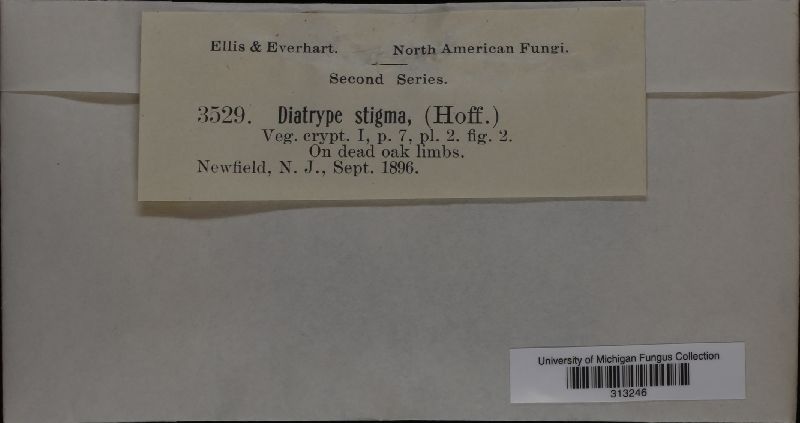 Ellis & Everhart. North American Fungi.
Second Series.
3529. Diatrype stigma, (Hoff.)
Veg. crypt. I, p. 7, pl. 2. fig. 2.
On dead oak limbs.
Newfield, N. J., Sept. 1896.
University of Michigan Fungus Collection
313246